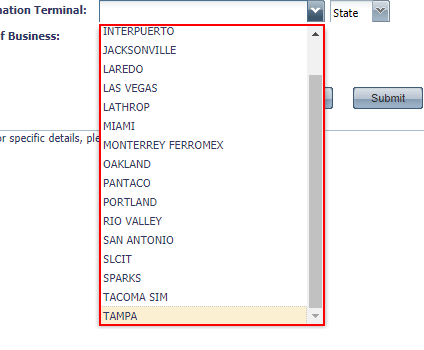 nation Terminal:
State
of Business:
INTERPUERTO
JACKSONVILLE
LAREDO
LAS VEGAS
LATHROP
MIAMI
MONTERREY FERROMEX
OAKLAND
PANTACO
PORTLAND
RIO VALLEY
SAN ANTONIO
SLCIT
SPARKS
TACOMA SIM
TAMPA
Submit
or specific details, ple